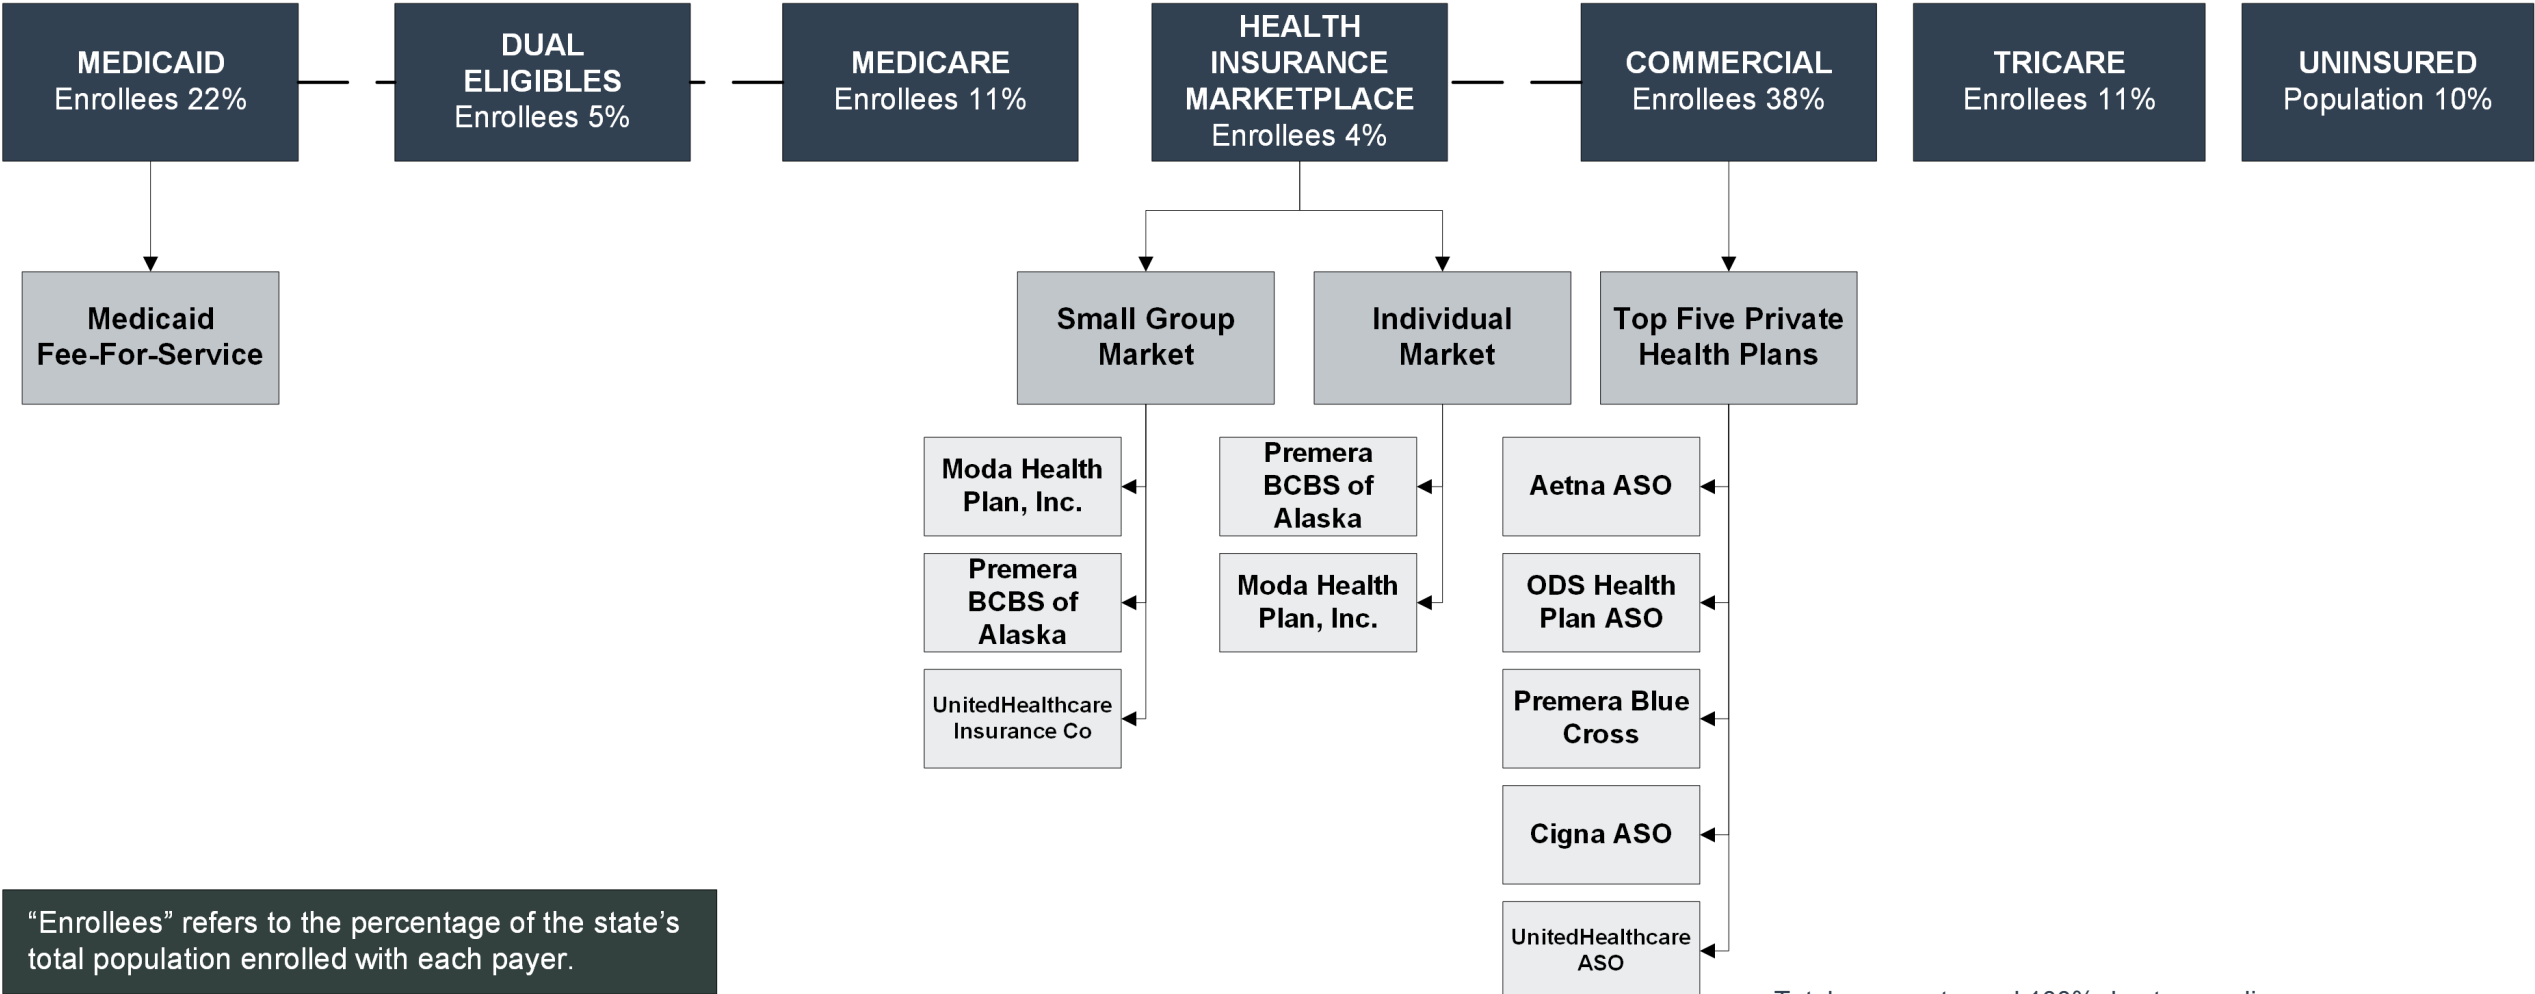 MEDICAID
Enrollees 22%
DUAL
ELIGIBLES
Enrollees 5%
MEDICARE
Enrollees 11%
HEALTH
INSURANCE
MARKETPLACE
Enrollees 4%
COMMERCIAL
Enrollees 38%
TRICARE
Enrollees 11%
UNINSURED
Population 10%
Medicaid
Fee-For-Service
Small Group
Market
Individual
Market
Top Five Private
Health Plans
Moda Health
Plan, Inc.
Premera
BCBS of
Alaska
UnitedHealthcare
Insurance Co
Premera
BCBS of
Alaska
Moda Health
Plan, Inc.
Aetna ASO
ODS Health
Plan ASO
Premera Blue
Cross
Cigna ASO
UnitedHealthcare
ASO
“Enrollees” refers to the percentage of the state’s
total population enrolled with each payer.